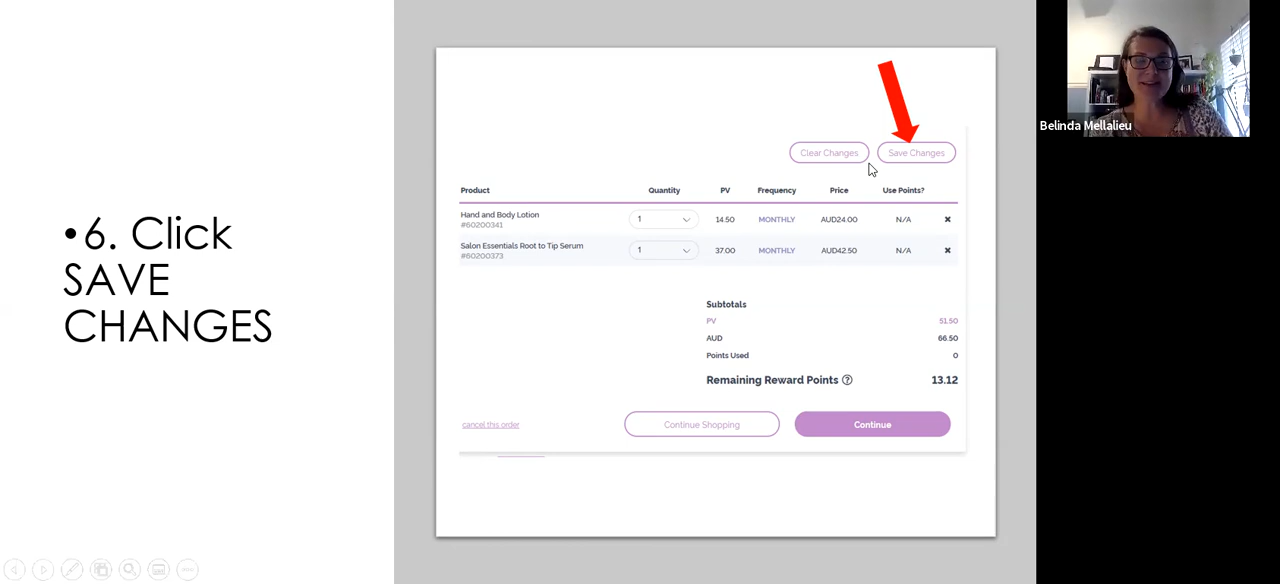 •6. Click
SAVE
CHANGES
Clear Changes Save Changes
Product Quantity PV Frequency Price Use Points?
Hand and Body Lotion
#60200341
1 14.50 MONTHLY AUD24.00 N/A
Salon Essentials Root to Tip Serum
#60200373
1 37.00 MONTHLY AUD42.50 N/A
Subtotals
PV 51.50
AUD 66.50
Points Used 0
Remaining Reward Points ? 13.12
cancel this order Continue Shopping Continue
Belinda Mellalieu